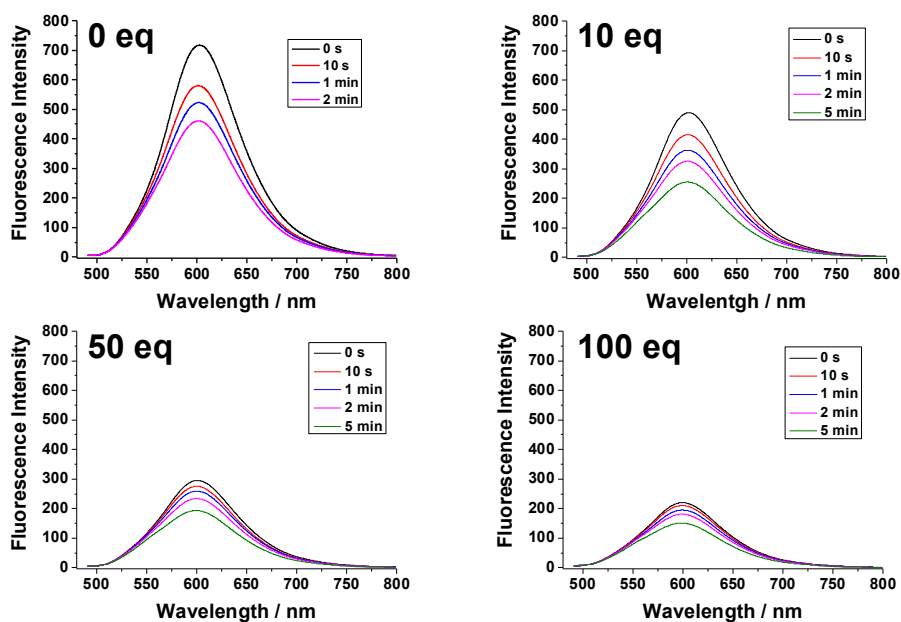 0 eq
0 s
10 s
1 min
2 min
Fluorescence Intensity
800
700
600
500
400
300
200
100
0
500 550 600 650 700 750 800
Wavelength / nm
10 eq
0 s
10 s
1 min
2 min
5 min
Fluorescence Intensity
800
700
600
500
400
300
200
100
0
500 550 600 650 700 750 800
Wavelentgh / nm
50 eq
0 s
10 s
1 min
2 min
5 min
Fluorescence Intensity
800
700
600
500
400
300
200
100
0
500 550 600 650 700 750 800
Wavelength / nm
100 eq
0 s
10 s
1 min
2 min
5 min
Fluorescence Intensity
800
700
600
500
400
300
200
100
0
500 550 600 650 700 750 800
Wavelength / nm